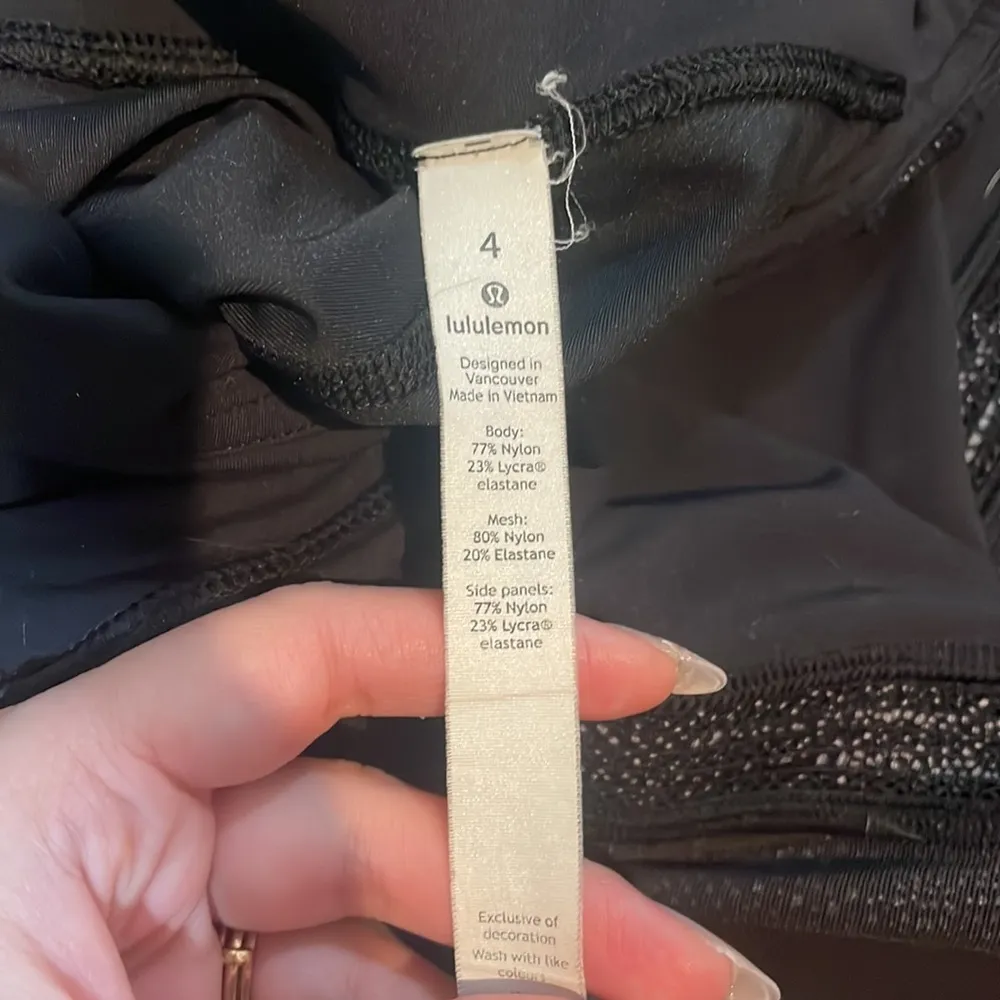 4
lululemon
Designed in
Vancouver
Made in Vietnam
Body:
77% Nylon
23% Lycra®
elastane
Mesh:
80% Nylon
20% Elastane
Side panels:
77% Nylon
23% Lycra®
elastane
Exclusive of
decoration
Wash with like
colours